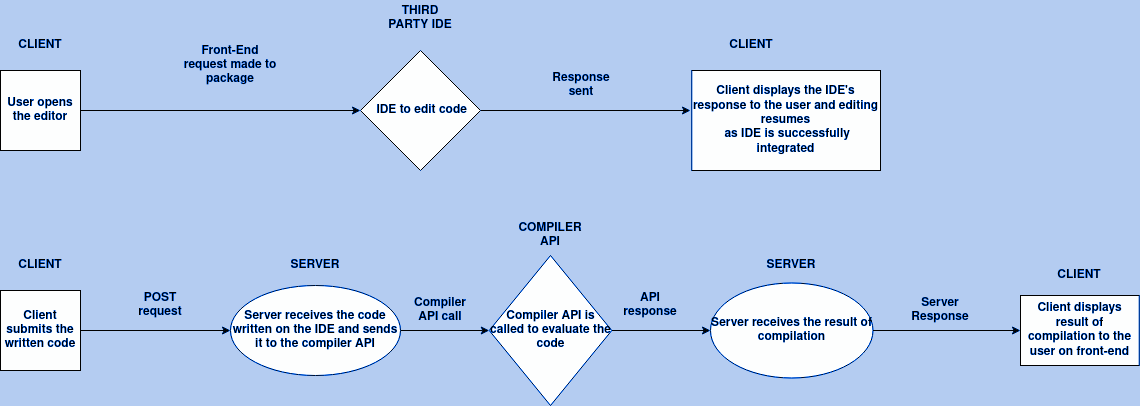 THIRD
PARTY IDE
CLIENT
Front-End
request made to
package
CLIENT
User opens
the editor
IDE to edit code
Response
sent
Client displays the IDE's
response to the user and editing
resumes
as IDE is successfully
integrated
COMPILER
API
CLIENT
SERVER
SERVER
CLIENT
Client
submits the
written code
POST
request
Server receives the code
written on the IDE and sends
it to the compiler API
Compiler
API call
Compiler API is
called to evaluate the
code
API
response
Server receives the result of
compilation
Server
Response
Client displays
result of
compilation to the
user on front-end